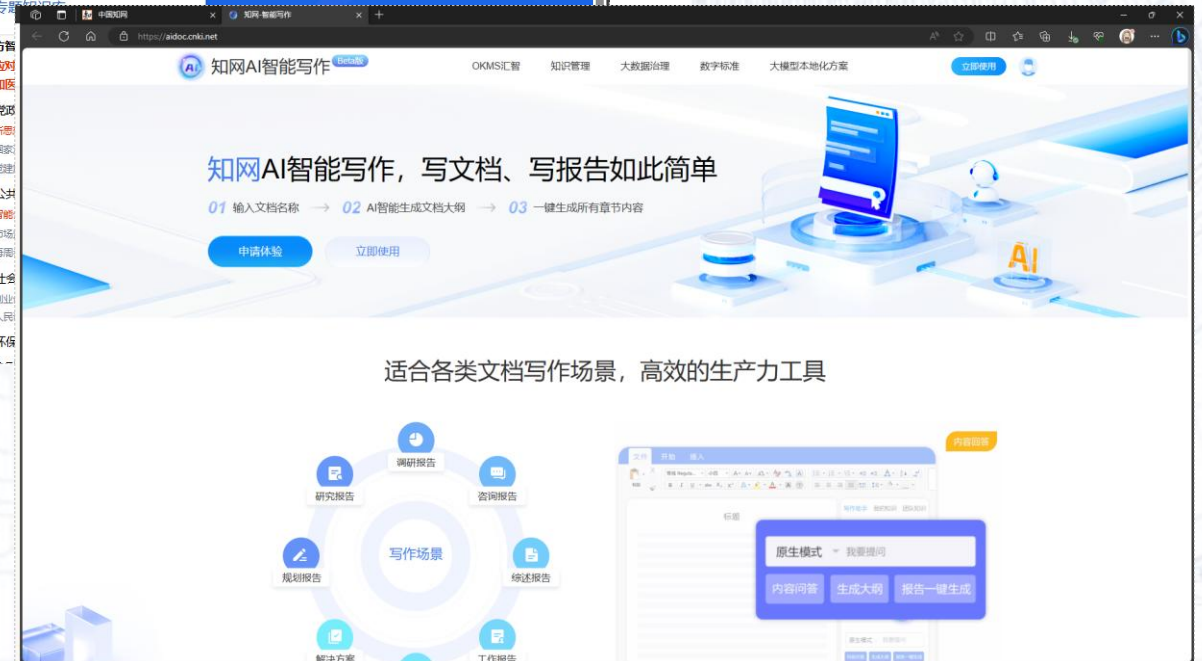 中国知网
知网-智能写作
https://aidoc.cnki.net
知网AI智能写作 Beta版
OKMS汇智 知识管理 大数据治理 数字标准 大模型本地化方案
立即使用
知网AI智能写作，写文档、写报告如此简单
01 输入文档名称 → 02 AI智能生成文档大纲 → 03 一键生成所有章节内容
申请体验 立即使用
AI
适合各类文档写作场景，高效的生产力工具
调研报告
研究报告
咨询报告
写作场景
规划报告
综述报告
解决方案
工作报告
内容回答
文件 开始 插入
标题
原生模式 我要提问
内容问答 生成大纲 报告一键生成
原生模式 我要提问